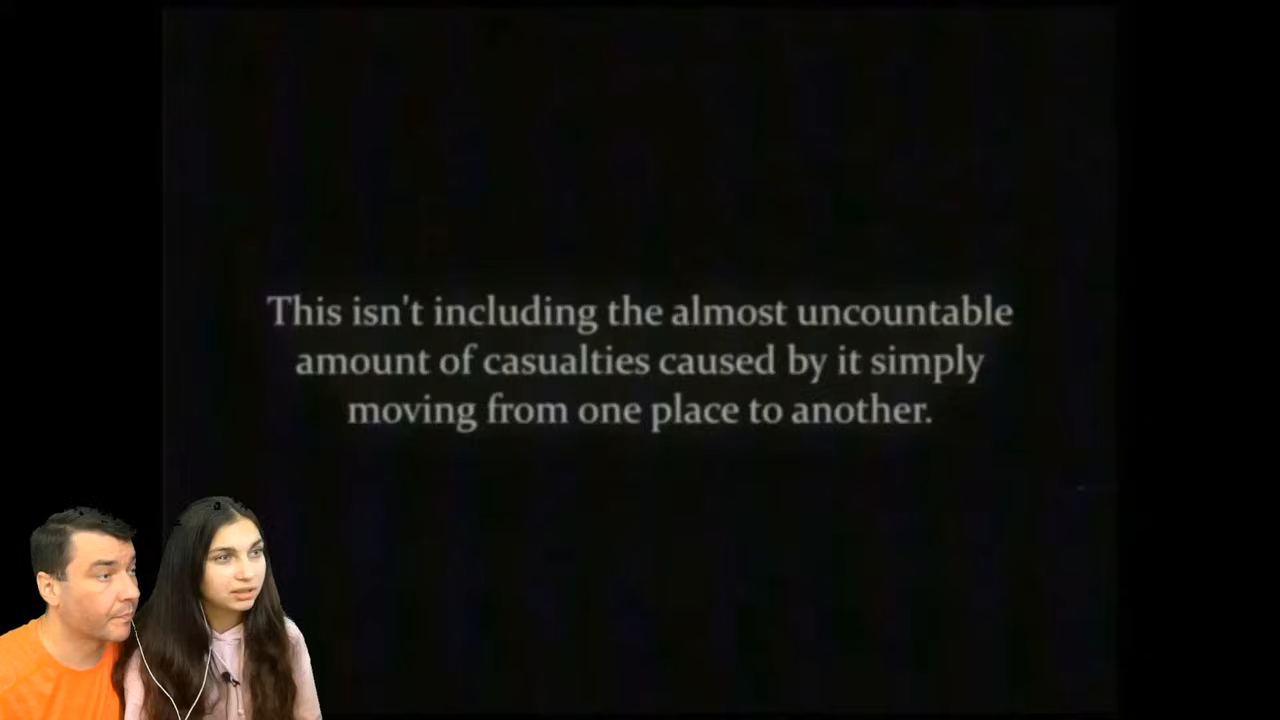 This isn't including the almost uncountable
amount of casualties caused by it simply
moving from one place to another.